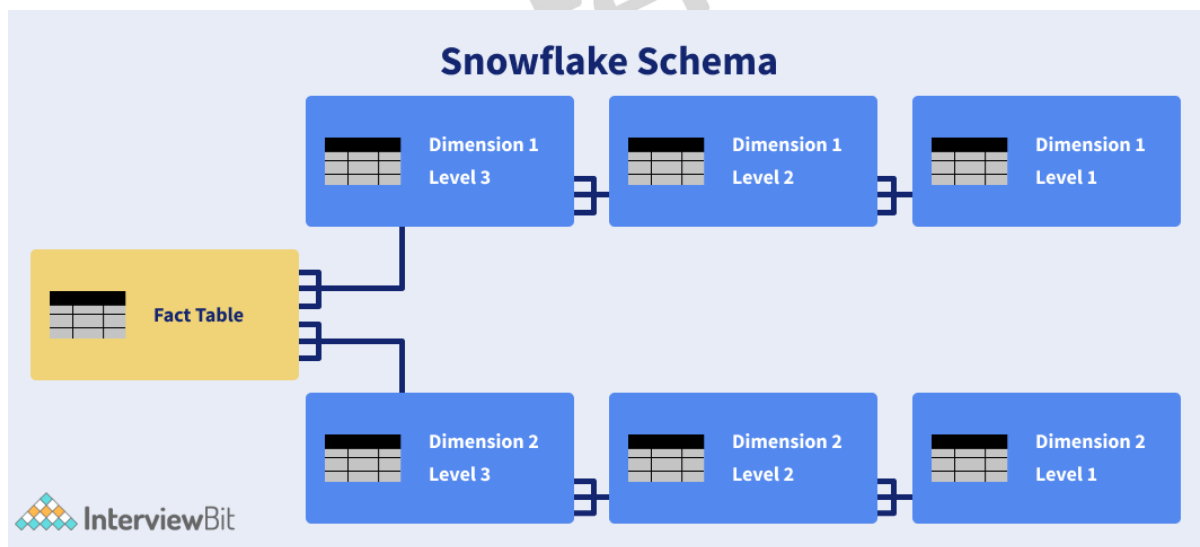 Snowflake Schema
Dimension 1
Level 3
Dimension 1
Level 2
Dimension 1
Level 1
Fact Table
Dimension 2
Level 3
Dimension 2
Level 2
Dimension 2
Level 1
InterviewBit